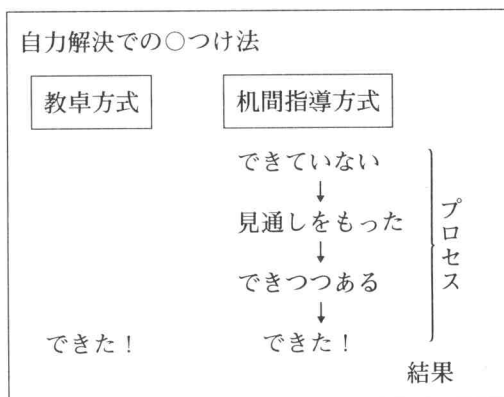 自力解決での○つけ法
教卓方式 机間指導方式
できていない
↓
見通しをもった
↓
できつつある
↓
できた! できた!
プロセス
結果